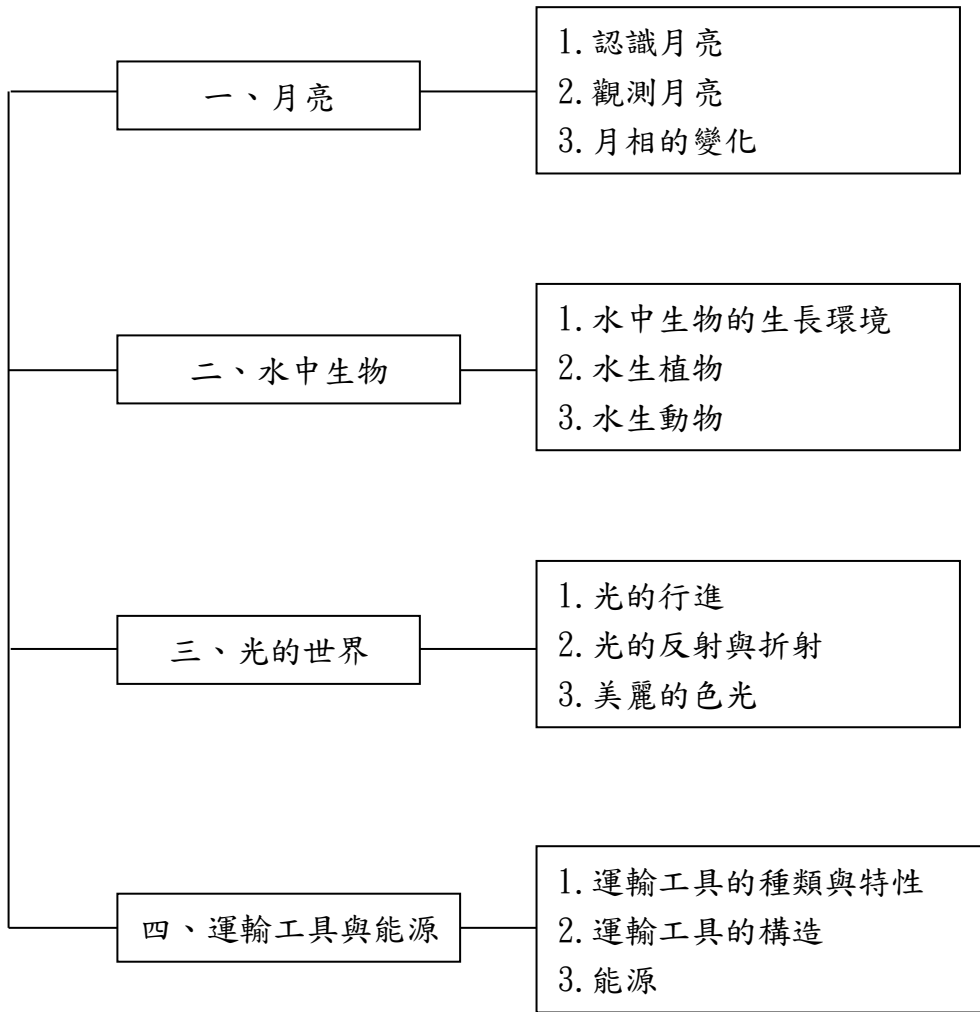 一、月亮
1.認識月亮
2.觀測月亮
3.月相的變化
二、水中生物
1.水中生物的生長環境
2.水生植物
3.水生動物
三、光的世界
1.光的行進
2.光的反射與折射
3.美麗的色光
四、運輸工具與能源
1.運輸工具的種類與特性
2.運輸工具的構造
3.能源